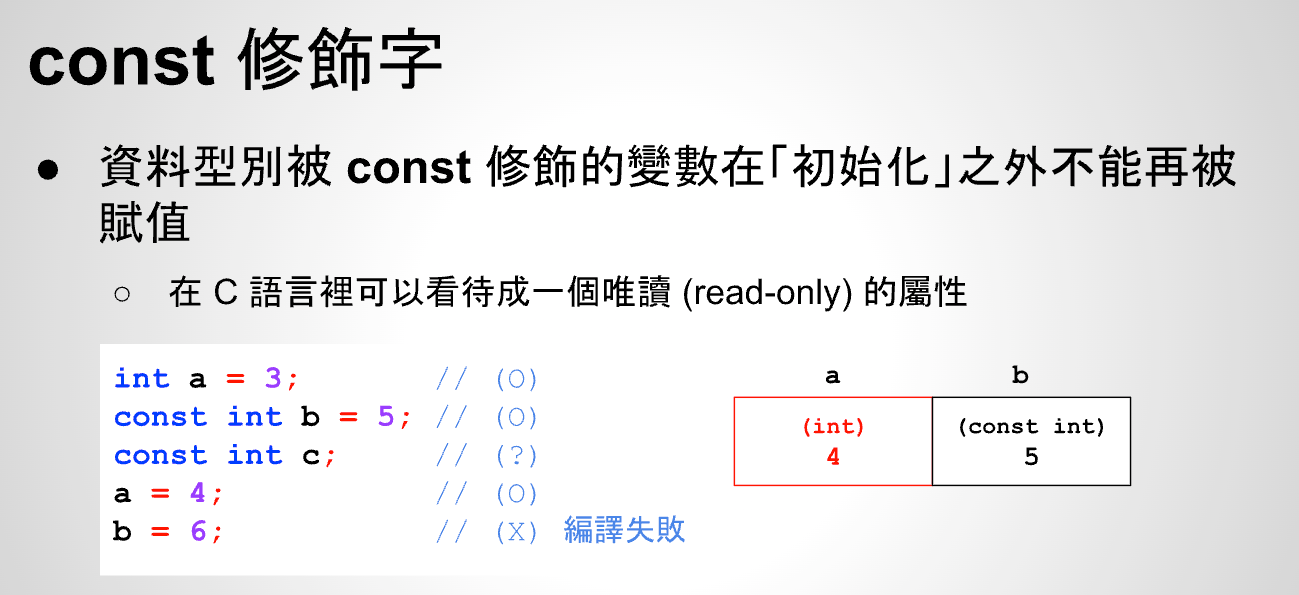 const 修飾字
● 資料型別被 const 修飾的變數在「初始化」之外不能再被
賦值
○ 在 C 語言裡可以看待成一個唯讀 (read-only) 的屬性
int a = 3; // (O)
const int b = 5; // (O)
const int c; // (?)
a = 4; // (O)
b = 6; // (X) 編譯失敗
a b
(int) (const int)
4 5